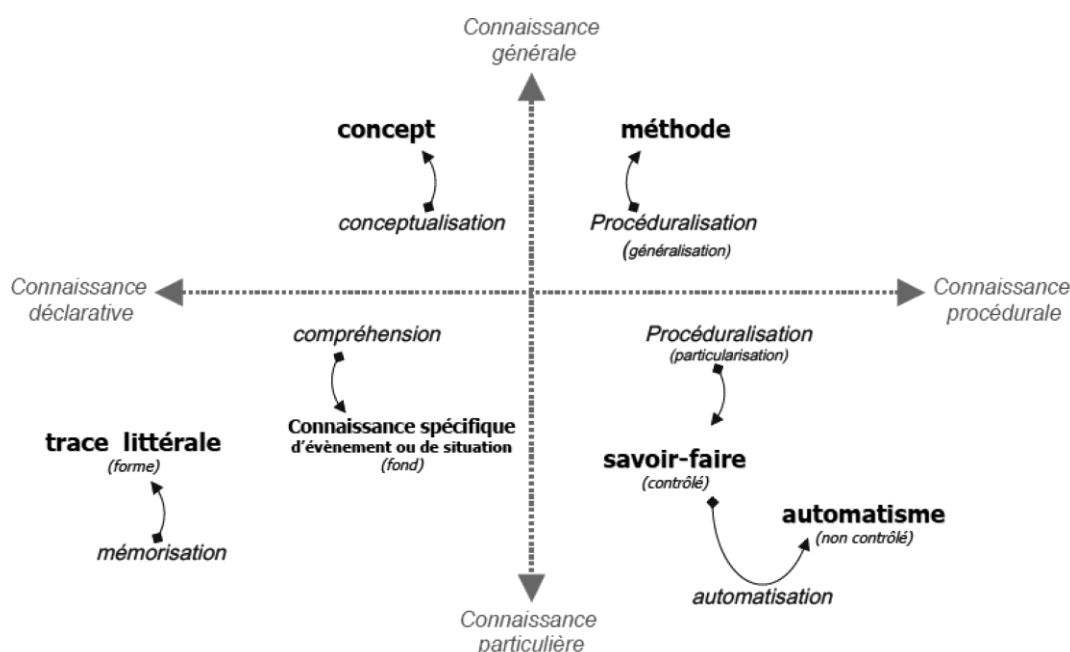 Connaissance
générale
concept
méthode
conceptualisation
Procéduralisation
(généralisation)
Connaissance
déclarative
Connaissance
procédurale
compréhension
Procéduralisation
(particularisation)
Connaissance spécifique
d'évènement ou de situation
(fond)
trace littérale
(forme)
savoir-faire
(contrôlé)
automatisme
(non contrôlé)
mémorisation
automatisation
Connaissance
particulière